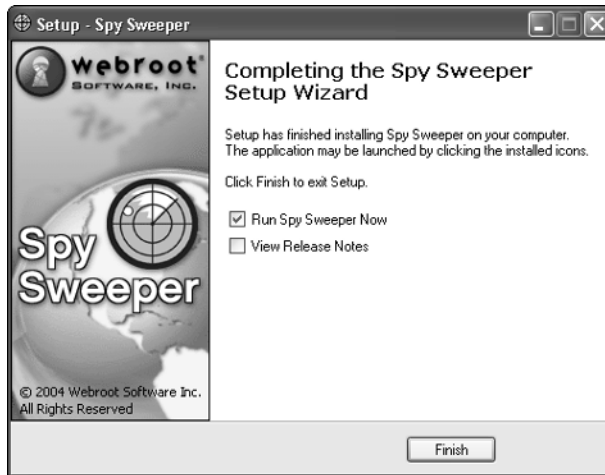 Setup - Spy Sweeper
webroot®
SOFTWARE, INC.
Completing the Spy Sweeper
Setup Wizard
Setup has finished installing Spy Sweeper on your computer.
The application may be launched by clicking the installed icons.
Click Finish to exit Setup.
Run Spy Sweeper Now
View Release Notes
Spy
Sweeper
© 2004 Webroot Software Inc.
All Rights Reserved
Finish